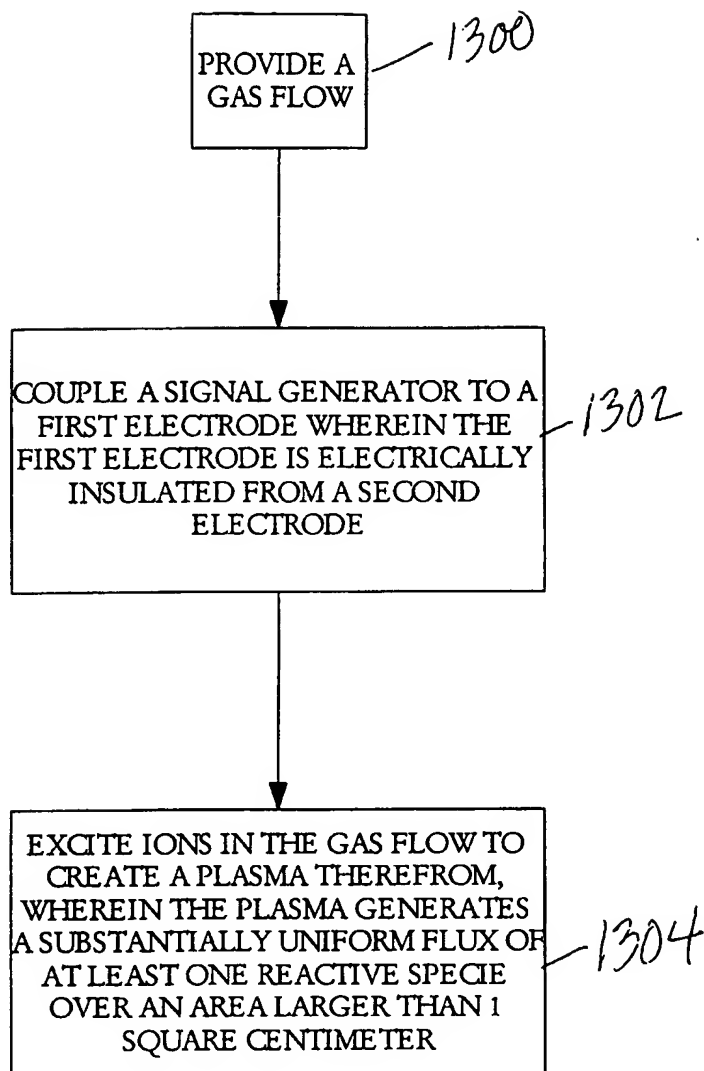 PROVIDE A
GAS FLOW
1300
COUPLE A SIGNAL GENERATOR TO A
FIRST ELECTRODE WHEREIN THE
FIRST ELECTRODE IS ELECTRICALLY
INSULATED FROM A SECOND
ELECTRODE
1302
EXCITE IONS IN THE GAS FLOW TO
CREATE A PLASMA THEREFROM,
WHEREIN THE PLASMA GENERATES
A SUBSTANTIALLY UNIFORM FLUX OF
AT LEAST ONE REACTIVE SPECIE
OVER AN AREA LARGER THAN 1
SQUARE CENTIMETER
1304